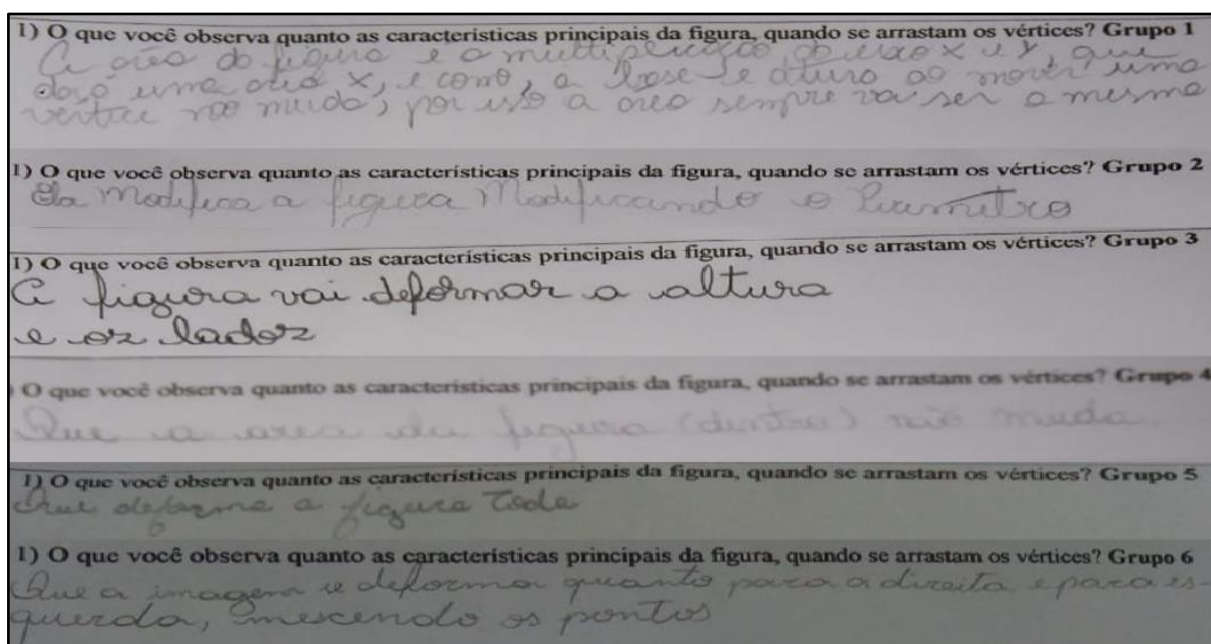 1) O que você observa quanto as características principais da figura, quando se arrastam os vértices? Grupo 1
A área da figura e a multiplicação do eixo x e y, que
uma área x, e como, a base e altura ao mover uma
vertice não muda, por isso a area sempre vai ser a mesma
1) O que você observa quanto as características principais da figura, quando se arrastam os vértices? Grupo 2
Ela Modifica a figura Modificando o Perimetro
1) O que você observa quanto as características principais da figura, quando se arrastam os vértices? Grupo 3
A figura vai deformar a altura
e os lados
O que você observa quanto as características principais da figura, quando se arrastam os vértices? Grupo 4
Que a area da figura (dentro) não muda.
1) O que você observa quanto as características principais da figura, quando se arrastam os vértices? Grupo 5
Que deforma a figura Toda
1) O que você observa quanto as características principais da figura, quando se arrastam os vértices? Grupo 6
Que a imagem se deforma quanto para a direita e para es-
querda, mexendo os pontos